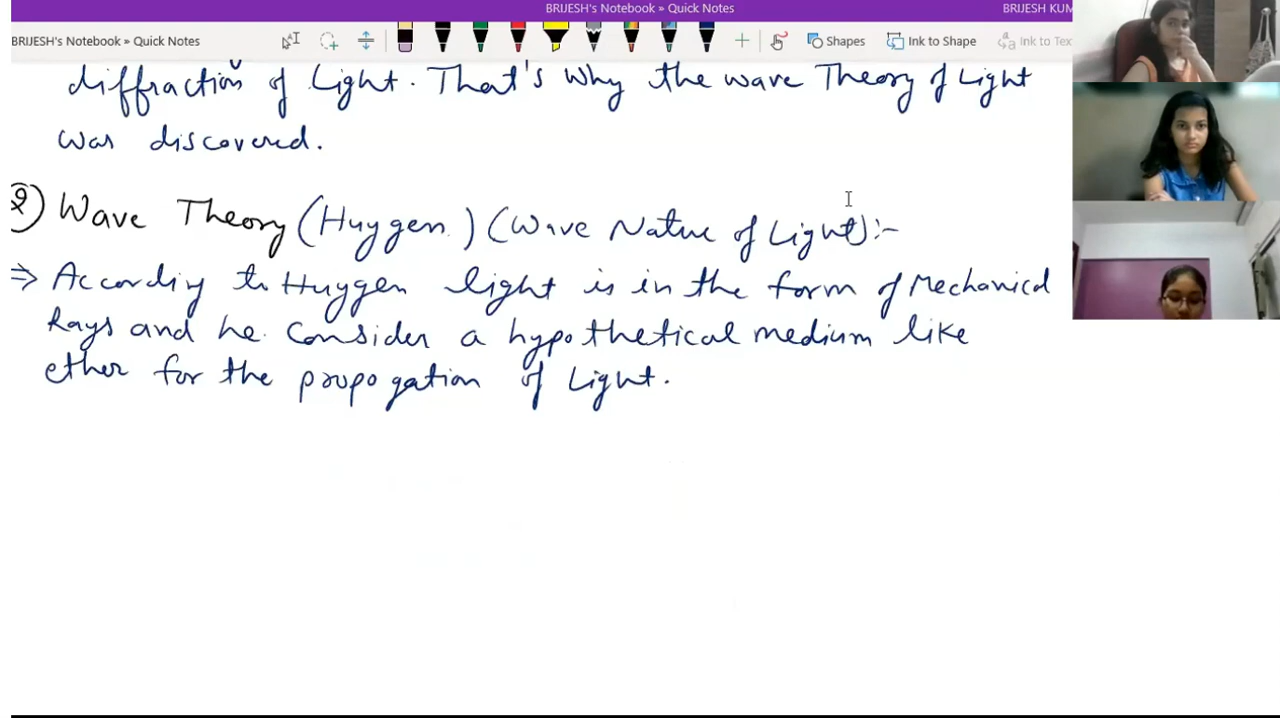 BRIJESH's Notebook » Quick Notes
BRIJESH KUM
BRIJESH's Notebook » Quick Notes
Shapes
Ink to Shape
Ink to Tex
diffraction of Light. That's why the wave Theory of Light
was discovered.
2) Wave Theory (Huygen) (Wave Nature of Light):-
⇒ According to Huygen light is in the form of Mechanical
Rays and he Consider a hypothetical medium like
ether for the propogation of Light.